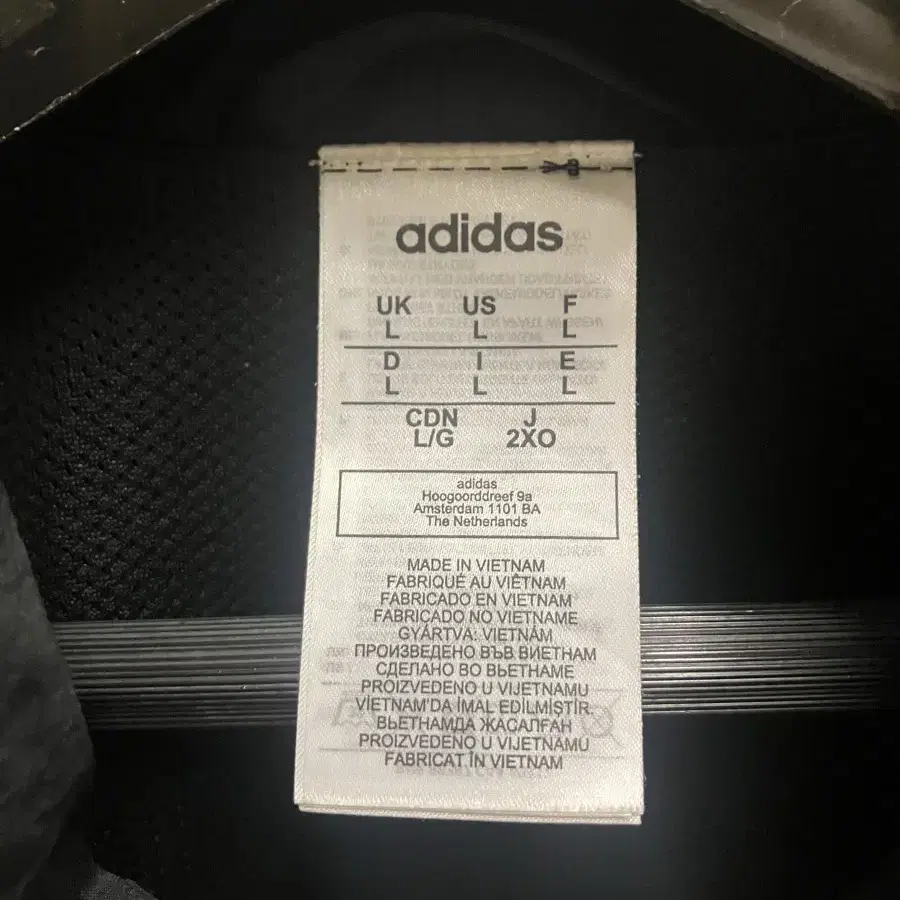 adidas
UK US F
L L L
D I E
L L L
CDN J
L/G 2XO
adidas
Hoogoorddreef 9a
Amsterdam 1101 BA
The Netherlands
MADE IN VIETNAM
FABRIQUÉ AU VIÊTNAM
FABRICADO EN VIETNAM
FABRICADO NO VIETNAME
GYÁRTVA: VIETNÁM
ПРОИЗВЕДЕНО ВЪВ ВИЕТНАМ
СДЕЛАНО ВО ВЬЕТНАМЕ
PROIZVEDENO U VIJETNAMU
VİETNAM'DA İMAL EDİLMİŞTİR
ВЬЕТНАМДА ЖАСАЛҒАН
PROIZVEDENO U VIJETNAMU
FABRICAT ÎN VIETNAM